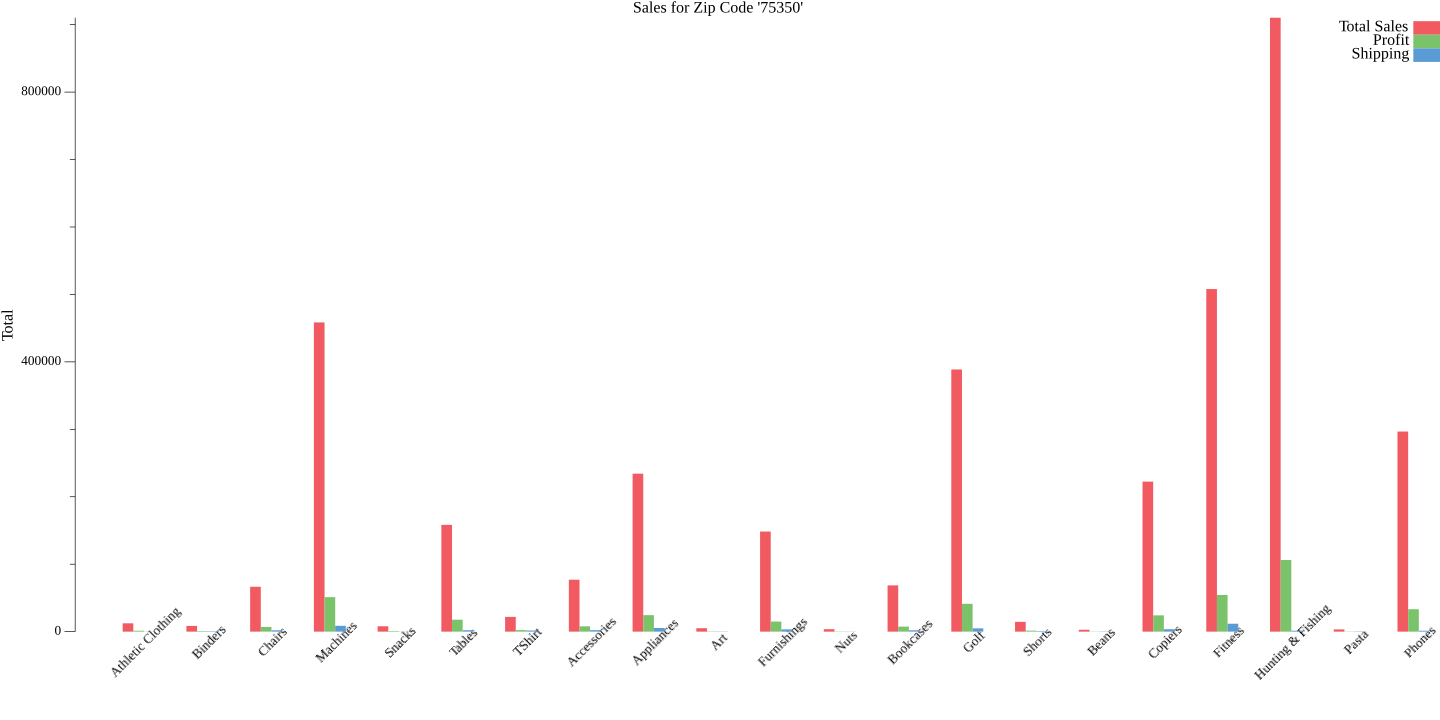 Sales for Zip Code '75350'
Total Sales
Profit
Shipping
800000
400000
0
Total
Athletic Clothing
Binders
Chairs
Machines
Snacks
Tables
TShirt
Accessories
Appliances
Art
Furnishings
Nuts
Bookcases
Golf
Shorts
Beans
Copiers
Fitness
Hunting & Fishing
Pasta
Phones